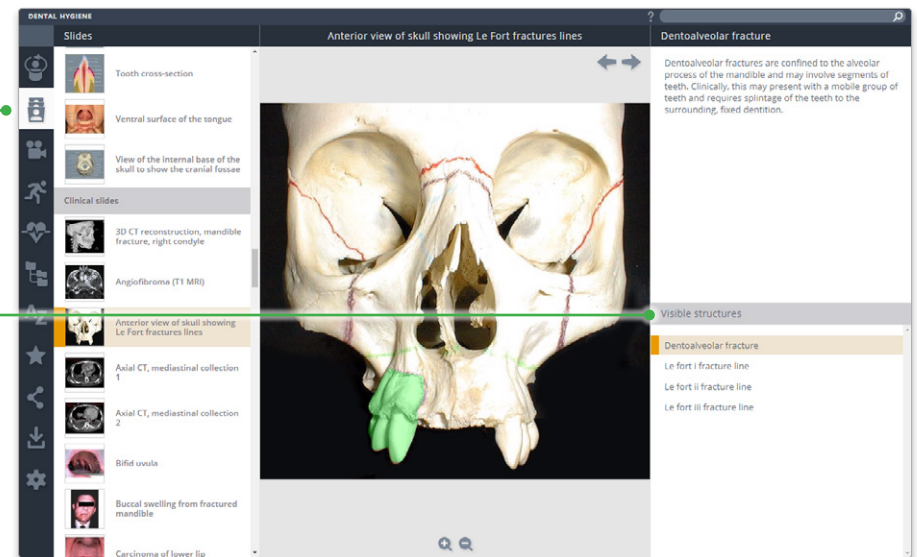 DENTAL HYGIENE
?
Slides
Anterior view of skull showing Le Fort fractures lines
Dentoalveolar fracture
Tooth cross-section
Ventral surface of the tongue
View of the internal base of the
skull to show the cranial fossae
Clinical slides
3D CT reconstruction, mandible
fracture, right condyle
Angiofibroma (T1 MRI)
Anterior view of skull showing
Le Fort fractures lines
Axial CT, mediastinal collection
1
Axial CT, mediastinal collection
2
Bifid uvula
Buccal swelling from fractured
mandible
Carcinoma of lower lip
A-Z
Dentoalveolar fractures are confined to the alveolar
process of the mandible and may involve segments of
teeth. Clinically, this may present with a mobile group of
teeth and requires splintage of the teeth to the
surrounding, fixed dentition.
Visible structures
Dentoalveolar fracture
Le fort i fracture line
Le fort ii fracture line
Le fort iii fracture line